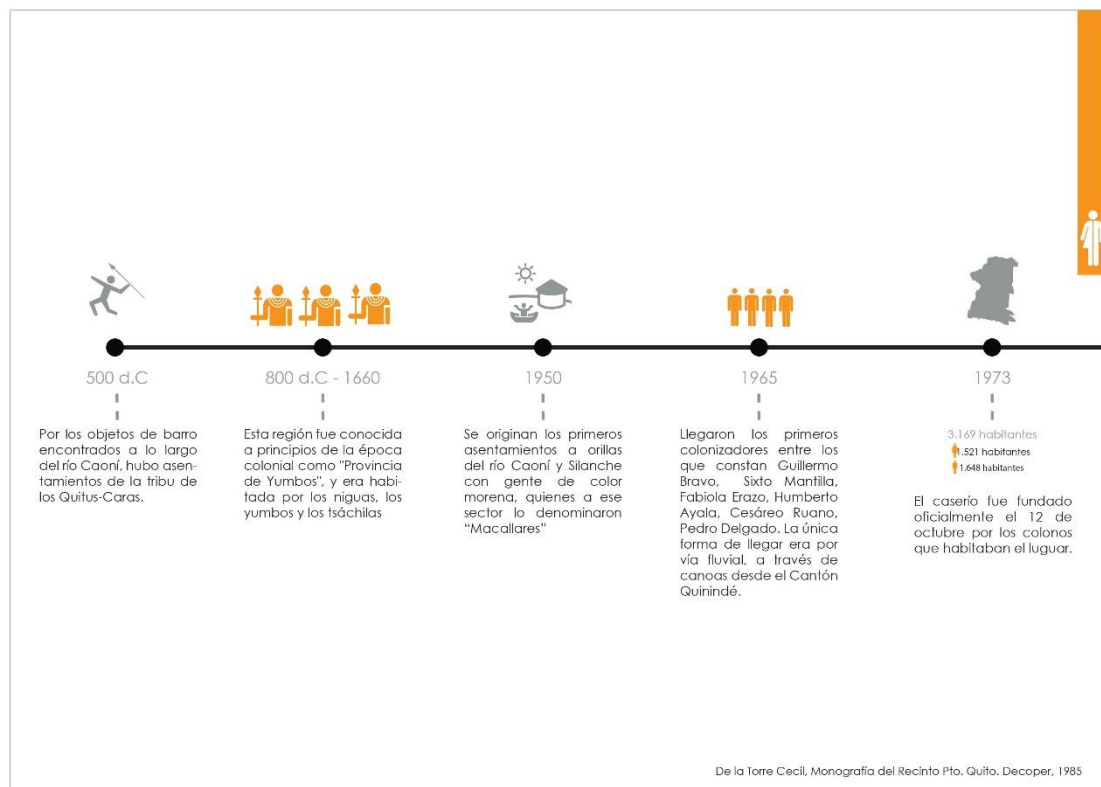 500 d.C
Por los objetos de barro
encontrados a lo largo
del río Caoní, hubo asen-
tamientos de la tribu de
los Quitus-Caras.
800 d.C - 1660
Esta región fue conocida
a principios de la época
colonial como "Provincia
de Yumbos", y era habi-
tada por los niguas, los
yumbos y los tsáchilas
1950
Se originan los primeros
asentamientos a orillas
del río Caoní y Silanche
con gente de color
morena, quienes a ese
sector lo denominaron
“Macallares”
1965
Llegaron los primeros
colonizadores entre los
que constan Guillermo
Bravo, Sixto Mantilla,
Fabiola Erazo, Humberto
Ayala, Cesáreo Ruano,
Pedro Delgado. La única
forma de llegar era por
vía fluvial, a través de
canoas desde el Cantón
Quinindé.
1973
3.169 habitantes
1.521 habitantes
1.648 habitantes
El caserío fue fundado
oficialmente el 12 de
octubre por los colonos
que habitaban el luguar.
De la Torre Cecil, Monografía del Recinto Pto. Quito. Decoper, 1985